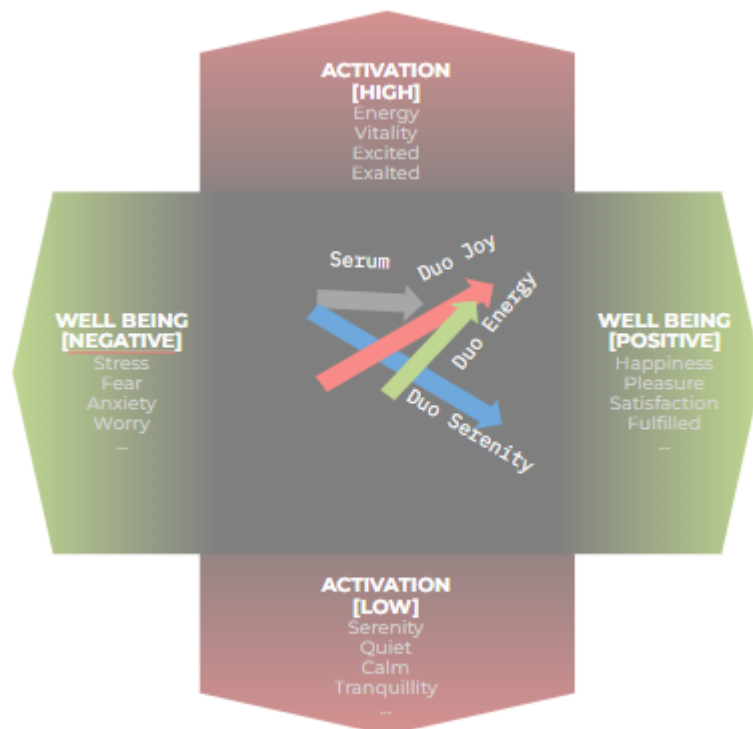 ACTIVATION
[HIGH]
Energy
Vitality
Excited
Exalted
Serum
Duo Joy
Duo Energy
Duo Serenity
WELL BEING
[NEGATIVE]
Stress
Fear
Anxiety
Worry
...
WELL BEING
[POSITIVE]
Happiness
Pleasure
Satisfaction
Fulfilled
...
ACTIVATION
[LOW]
Serenity
Quiet
Calm
Tranquillity
...